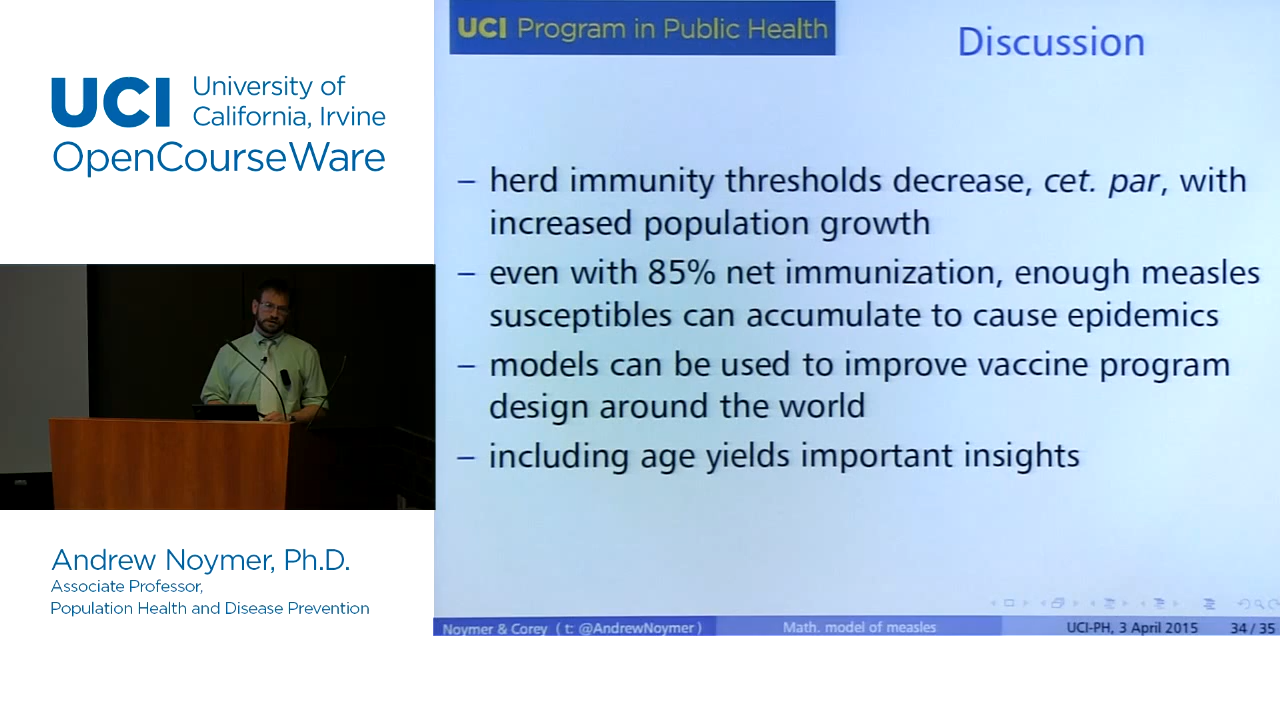 UCI University of
California, Irvine
OpenCourseWare
Andrew Noymer, Ph.D.
Associate Professor,
Population Health and Disease Prevention
UCI Program in Public Health
Discussion
– herd immunity thresholds decrease, cet. par, with
increased population growth
– even with 85% net immunization, enough measles
susceptibles can accumulate to cause epidemics
– models can be used to improve vaccine program
design around the world
– including age yields important insights
Noymer & Corey ( t: @AndrewNoymer) Math. model of measles UCI-PH, 3 April 2015 34 / 35